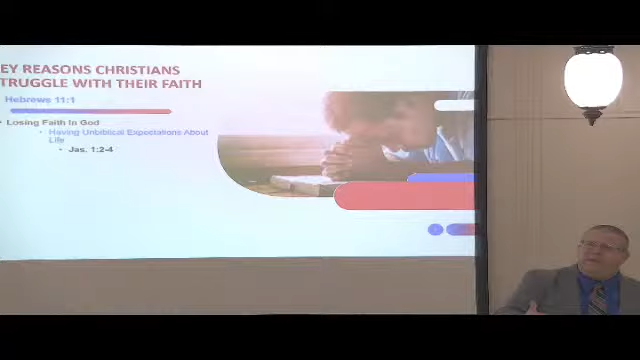 EY REASONS CHRISTIANS
TRUGGLE WITH THEIR FAITH
Hebrews 11:1
• Losing Faith In God
• Having Unbiblical Expectations About
Life
• Jas. 1:2-4